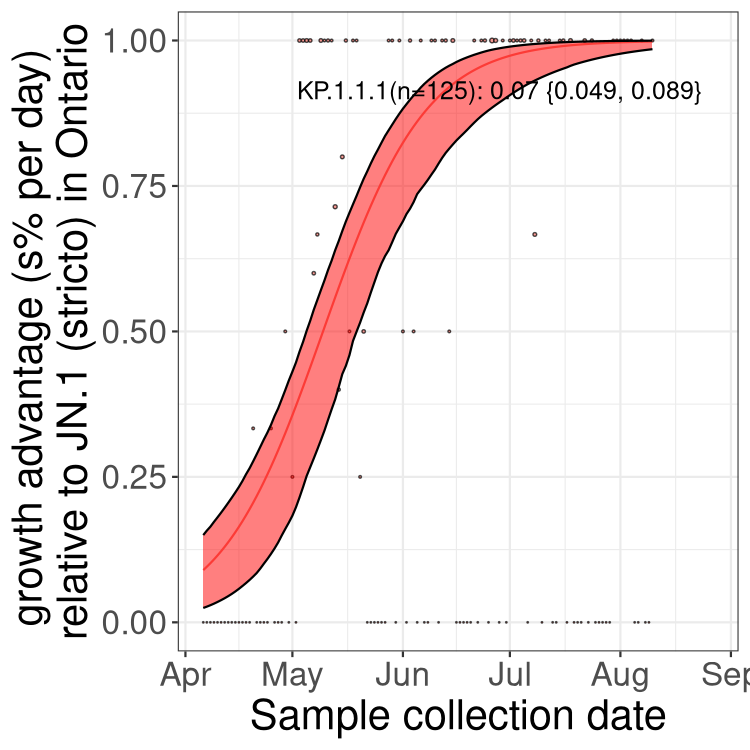 growth advantage (s% per day)
relative to JN.1 (stricto) in Ontario
1.00
0.75
0.50
0.25
0.00
KP.1.1.1(n=125): 0.07 {0.049, 0.089}
Apr May Jun Jul Aug Sep
Sample collection date